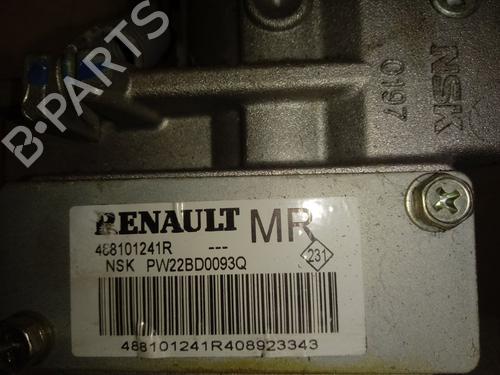 B-PARTS
0197
NSK
RENAULT MR
488101241R ---
NSK PW22BD0093Q
231
488101241R408923343